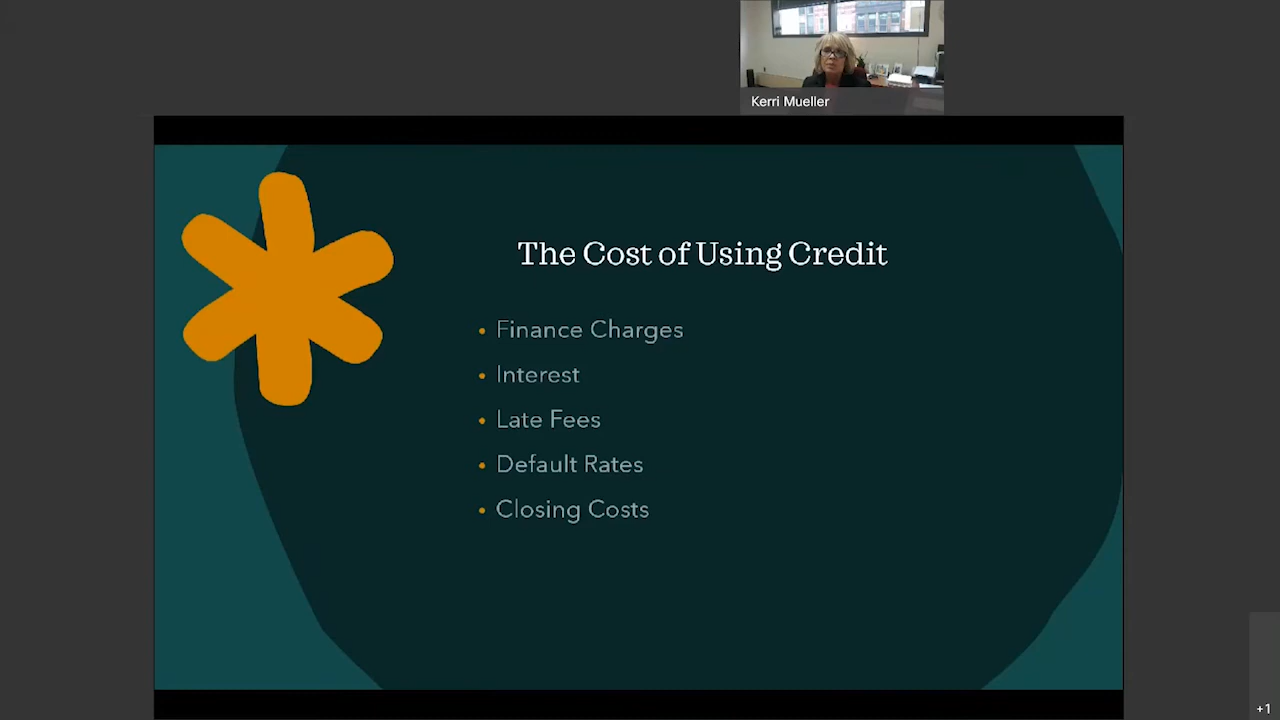 Kerri Mueller
The Cost of Using Credit
• Finance Charges
• Interest
• Late Fees
• Default Rates
• Closing Costs
+1